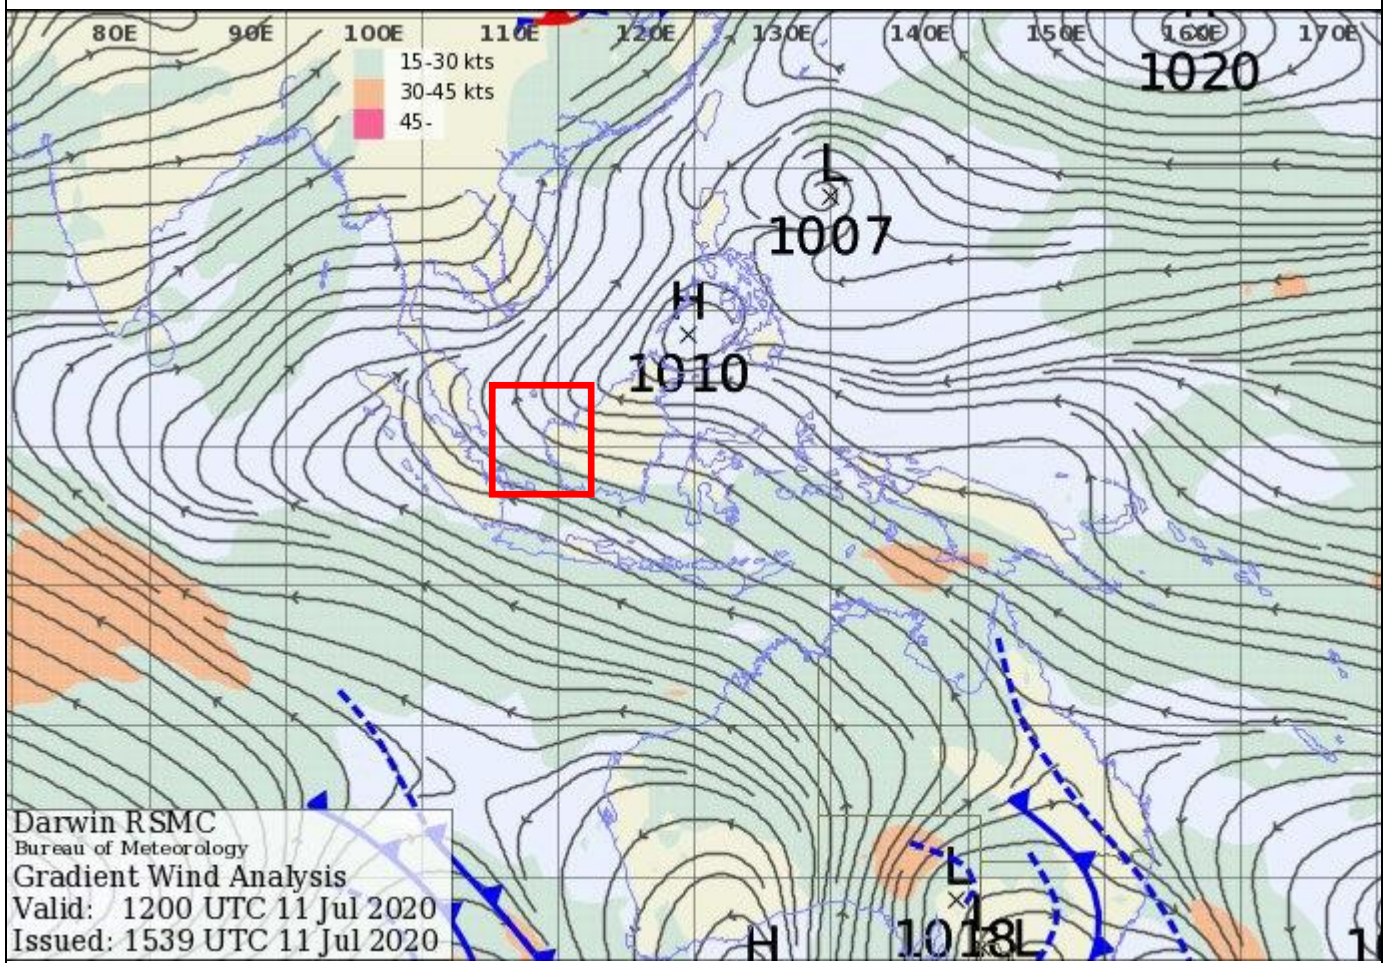 80E 90E 100E 110E 120E 130E 140E 150E 160E 170E
15-30 kts
30-45 kts
45-
1020
L
1007
H
1010
L
1018
L
H
Darwin RSMC
Bureau of Meteorology
Gradient Wind Analysis
Valid: 1200 UTC 11 Jul 2020
Issued: 1539 UTC 11 Jul 2020